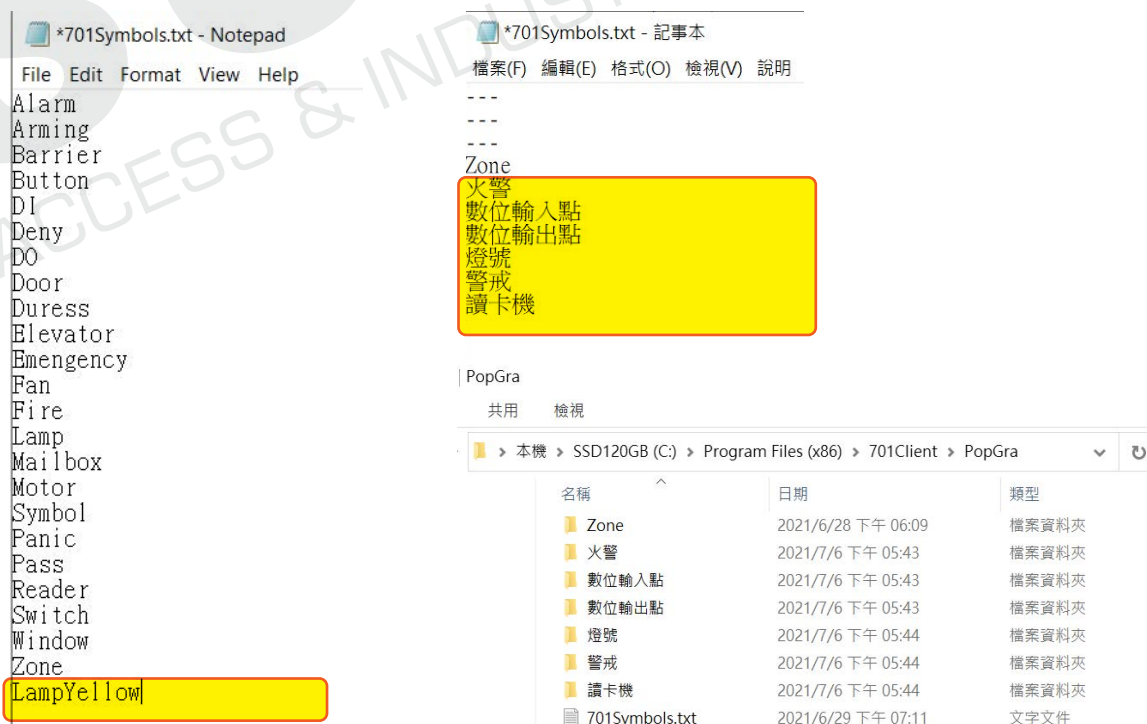 *701Symbols.txt - Notepad
File Edit Format View Help
Alarm
Arming
Barrier
Button
DI
Deny
DO
Door
Duress
Elevator
Emengency
Fan
Fire
Lamp
Mailbox
Motor
Symbol
Panic
Pass
Reader
Switch
Window
Zone
LampYellow
*701Symbols.txt - 記事本
檔案(F) 編輯(E) 格式(O) 檢視(V) 說明
---
---
---
Zone
火警
數位輸入點
數位輸出點
燈號
警戒
讀卡機
PopGra
共用 檢視
本機 > SSD120GB (C:) > Program Files (x86) > 701Client > PopGra
名稱 日期 類型
Zone 2021/6/28 下午 06:09 檔案資料夾
火警 2021/7/6 下午 05:43 檔案資料夾
數位輸入點 2021/7/6 下午 05:43 檔案資料夾
數位輸出點 2021/7/6 下午 05:43 檔案資料夾
燈號 2021/7/6 下午 05:44 檔案資料夾
警戒 2021/7/6 下午 05:44 檔案資料夾
讀卡機 2021/7/6 下午 05:44 檔案資料夾
701Symbols.txt 2021/6/29 下午 07:11 文字文件